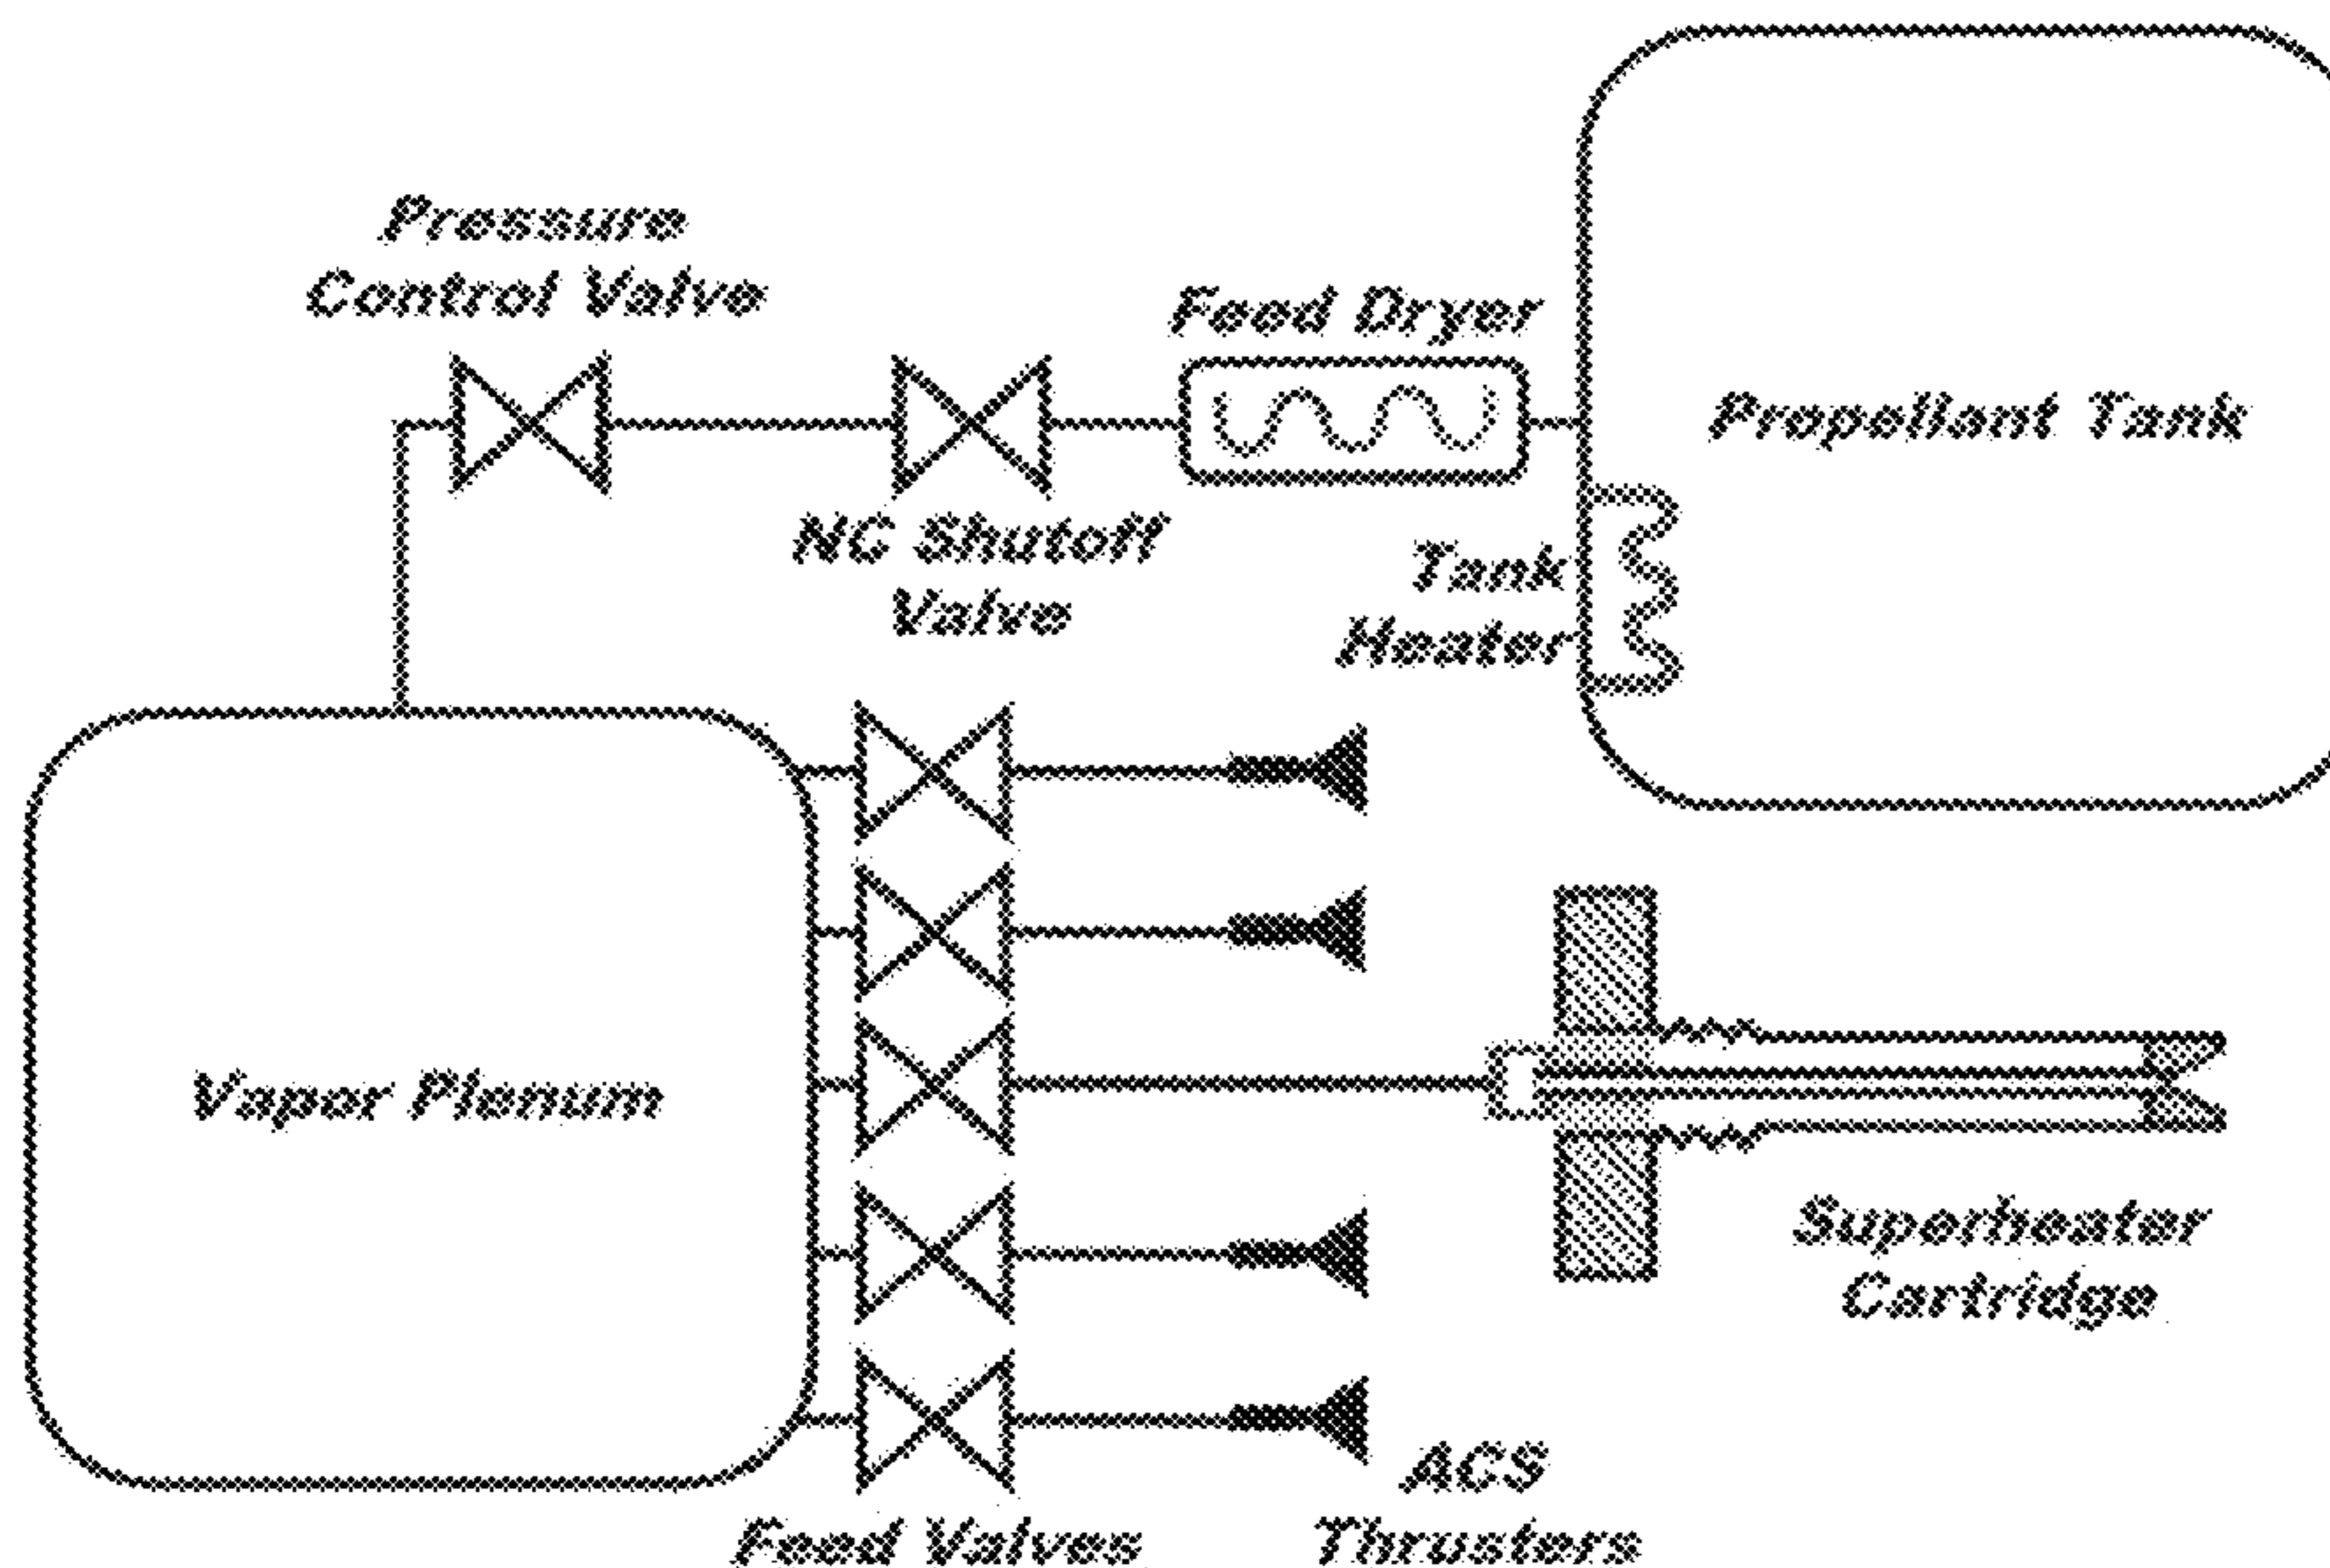 Pressure
Control Valve
Feed Dryer
Propellant Tank
NC Shutoff
Valve
Tank
Heater
Vapor Plenum
Superheater
Cartridge
ACS
Thrusters
Feed Valves